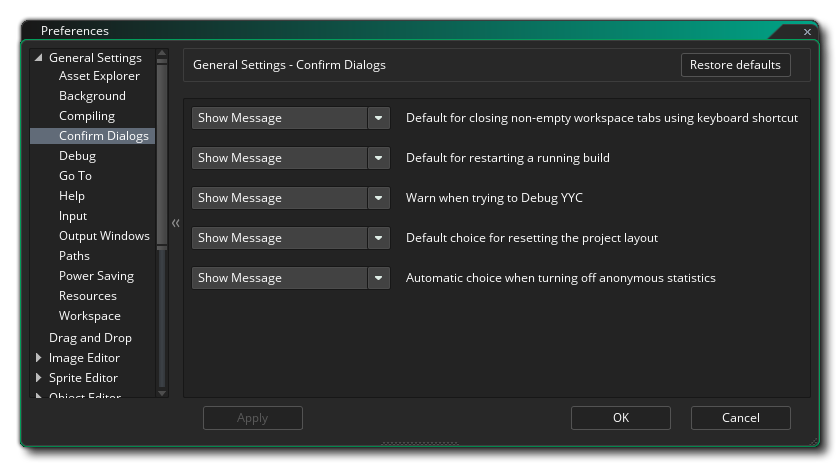 Preferences
General Settings
Asset Explorer
Background
Compiling
Confirm Dialogs
Debug
Go To
Help
Input
Output Windows
Paths
Power Saving
Resources
Workspace
Drag and Drop
Image Editor
Sprite Editor
Object Editor
General Settings - Confirm Dialogs
Restore defaults
Show Message Default for closing non-empty workspace tabs using keyboard shortcut
Show Message Default for restarting a running build
Show Message Warn when trying to Debug YYC
Show Message Default choice for resetting the project layout
Show Message Automatic choice when turning off anonymous statistics
Apply
OK
Cancel